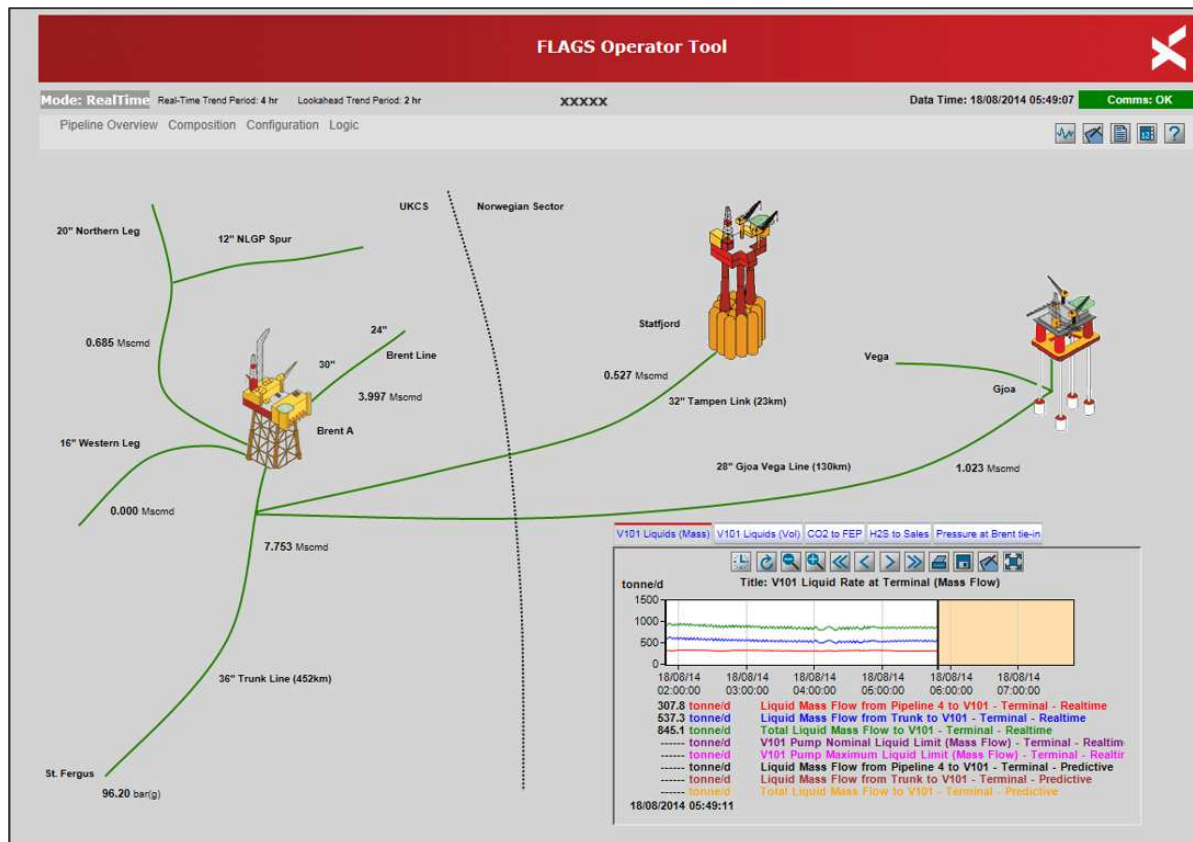 FLAGS Operator Tool
Mode: RealTime Real-Time Trend Period: 4 hr Lookahead Trend Period: 2 hr xxxxx Data Time: 18/08/2014 05:49:07 Comms: OK
Pipeline Overview Composition Configuration Logic
UKCS Norwegian Sector
20" Northern Leg
12" NLGP Spur
Statfjord
24"
0.685 Mscmd
Brent Line
30"
Vega
0.527 Mscmd
Gjoa
3.997 Mscmd
32" Tampen Link (23km)
Brent A
16" Western Leg
28" Gjoa Vega Line (130km)
1.023 Mscmd
0.000 Mscmd
7.753 Mscmd
36" Trunk Line (452km)
St. Fergus
96.20 bar(g)
V101 Liquids (Mass) V101 Liquids (Vol) CO2 to FEP H2S to Sales Pressure at Brent tie-in
tonne/d Title: V101 Liquid Rate at Terminal (Mass Flow)
1500
1000
500
0
18/08/14 18/08/14 18/08/14 18/08/14 18/08/14 18/08/14
02:00:00 03:00:00 04:00:00 05:00:00 06:00:00 07:00:00
307.8 tonne/d Liquid Mass Flow from Pipeline 4 to V101 - Terminal - Realtime
537.3 tonne/d Liquid Mass Flow from Trunk to V101 - Terminal - Realtime
845.1 tonne/d Total Liquid Mass Flow to V101 - Terminal - Realtime
------ tonne/d V101 Pump Nominal Liquid Limit (Mass Flow) - Terminal - Realtim
------ tonne/d V101 Pump Maximum Liquid Limit (Mass Flow) - Terminal - Realtir
------ tonne/d Liquid Mass Flow from Pipeline 4 to V101 - Terminal - Predictive
------ tonne/d Liquid Mass Flow from Trunk to V101 - Terminal - Predictive
------ tonne/d Total Liquid Mass Flow to V101 - Terminal - Predictive
18/08/2014 05:49:11